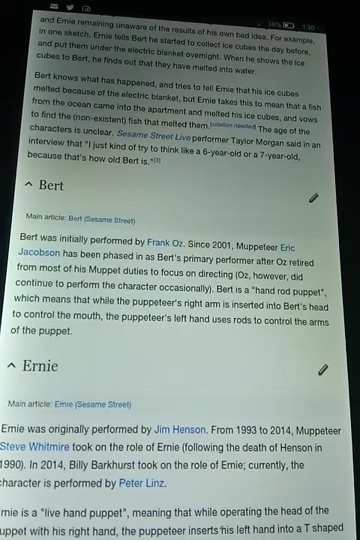 38% 1:50
and Ernie remaining unaware of the results of his own bad idea. For example,
in one sketch, Ernie tells Bert he started to collect ice cubes the day before,
and put them under the electric blanket overnight. When he shows the ice
cubes to Bert, he finds out that they have melted into water.
Bert knows what has happened, and tries to tell Ernie that his ice cubes
melted because of the electric blanket, but Ernie takes this to mean that a fish
from the ocean came into the apartment and melted his ice cubes, and vows
to find the (non-existent) fish that melted them.[citation needed] The age of the
characters is unclear. Sesame Street Live performer Taylor Morgan said in an
interview that "I just kind of try to think like a 6-year-old or a 7-year-old,
because that's how old Bert is."[3]
Bert
Main article: Bert (Sesame Street)
Bert was initially performed by Frank Oz. Since 2001, Muppeteer Eric
Jacobson has been phased in as Bert's primary performer after Oz retired
from most of his Muppet duties to focus on directing (Oz, however, did
continue to perform the character occasionally). Bert is a "hand rod puppet",
which means that while the puppeteer's right arm is inserted into Bert's head
to control the mouth, the puppeteer's left hand uses rods to control the arms
of the puppet.
Ernie
Main article: Ernie (Sesame Street)
Ernie was originally performed by Jim Henson. From 1993 to 2014, Muppeteer
Steve Whitmire took on the role of Ernie (following the death of Henson in
1990). In 2014, Billy Barkhurst took on the role of Ernie; currently, the
character is performed by Peter Linz.
rnie is a "live hand puppet", meaning that while operating the head of the
uppet with his right hand, the puppeteer inserts his left hand into a T shaped